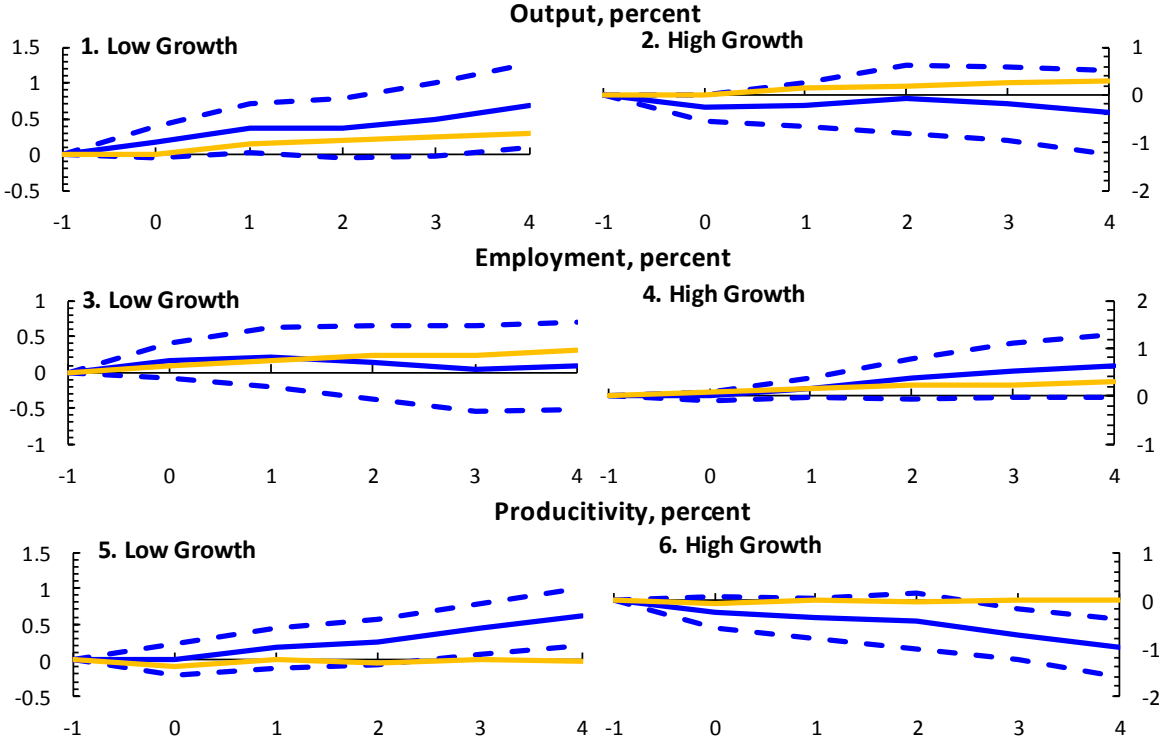 Output, percent
1. Low Growth
2. High Growth
1.5
1
0.5
0
-0.5
1
0
-1
-2
-1 0 1 2 3 4
-1 0 1 2 3 4
Employment, percent
3. Low Growth
4. High Growth
1
0.5
0
-0.5
-1
2
1
0
-1
-1 0 1 2 3 4
-1 0 1 2 3 4
Producitivity, percent
5. Low Growth
6. High Growth
1.5
1
0.5
0
-0.5
1
0
-1
-2
-1 0 1 2 3 4
-1 0 1 2 3 4